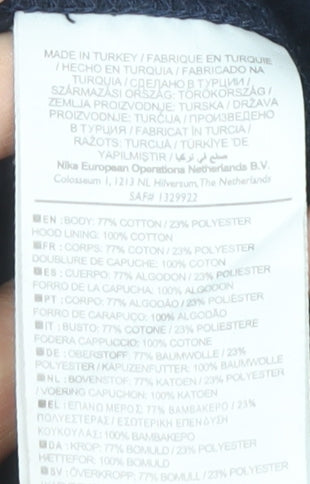 MADE IN TURKEY / FABRIQUE EN TURQUIE
/ HECHO EN TURQUIA / FABRICADO NA
TURQUIA / СДЕЛАНО В ТУРЦИИ /
SZÁRMAZÁSI ORSZÁG: TÖRÖKORSZÁG /
ZEMLJA PROIZVODNJE: TURSKA / DRŽAVA
PROIZVODNJE: TURČIJA / ПРОИЗВЕДЕНО
В ТУРЦИЯ / FABRICAT ÎN TURCIA /
RAŽOTS: TURCIJĀ / TÜRKİYE'DE
YAPILMIŞTIR / صنع في تركيا
Nike European Operations Netherlands B.V.
Colosseum 1, 1213 NL Hilversum, The Netherlands
SAF# 1329922
EN: BODY: 77% COTTON / 23% POLYESTER
HOOD LINING: 100% COTTON
FR: CORPS: 77% COTON / 23% POLYESTER
DOUBLURE DE CAPUCHE: 100% COTON
ES: CUERPO: 77% ALGODON / 23% POLIESTER
FORRO DE LA CAPUCHA: 100% ALGODON
PT: CORPO: 77% ALGODÃO / 23% POLIÉSTER
FORRO DE CARAPUÇO: 100% ALGODÃO
IT: BUSTO: 77% COTONE / 23% POLIESTERE
FODERA CAPPUCCIO: 100% COTONE
DE: OBERSTOFF: 77% BAUMWOLLE / 23%
POLYESTER / KAPUZENFUTTER: 100% BAUMWOLLE
NL: BOVENSTOF: 77% KATOEN / 23% POLYESTER
/ VOERING CAPUCHON: 100% KATOEN
EL: ΕΠΑΝΩ ΜΕΡΟΣ: 77% ΒΑΜΒΑΚΕΡΟ / 23%
ΠΟΛΥΕΣΤΕΡΑΣ / ΕΣΩΤΕΡΙΚΗ ΕΠΕΝΔΥΣΗ
ΚΟΥΚΟΥΛΑΣ: 100% ΒΑΜΒΑΚΕΡΟ
DA: KROP: 77% BOMULD / 23% POLYESTER
HÆTTEFOR: 100% BOMULD
SV: ÖVERKROPP: 77% BOMULL / 23% POLYESTER